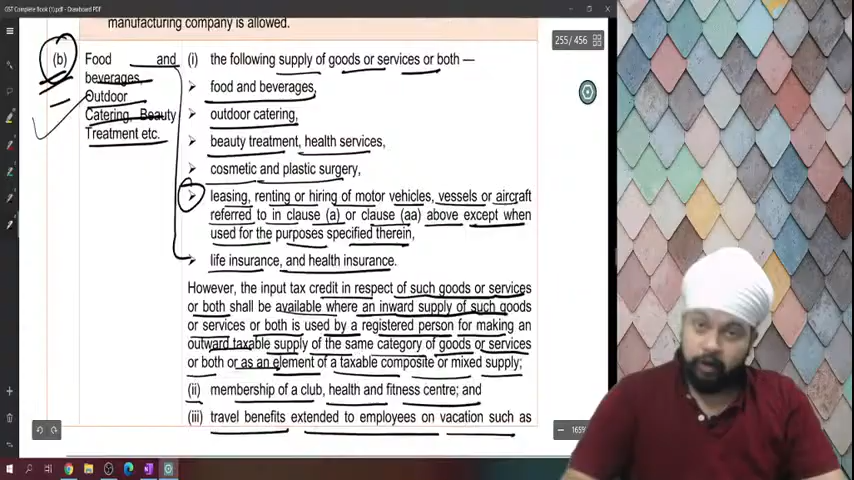 GST Complete Book (1).pdf - Drawboard PDF
manufacturing company is allowed.
255/456
(b) Food and beverages, Outdoor Catering, Beauty Treatment etc.
(i) the following supply of goods or services or both —
food and beverages,
outdoor catering,
beauty treatment, health services,
cosmetic and plastic surgery,
leasing, renting or hiring of motor vehicles, vessels or aircraft
referred to in clause (a) or clause (aa) above except when
used for the purposes specified therein,
life insurance, and health insurance.
However, the input tax credit in respect of such goods or services
or both shall be available where an inward supply of such goods
or services or both is used by a registered person for making an
outward taxable supply of the same category of goods or services
or both or as an element of a taxable composite or mixed supply;
(ii) membership of a club, health and fitness centre; and
(iii) travel benefits extended to employees on vacation such as